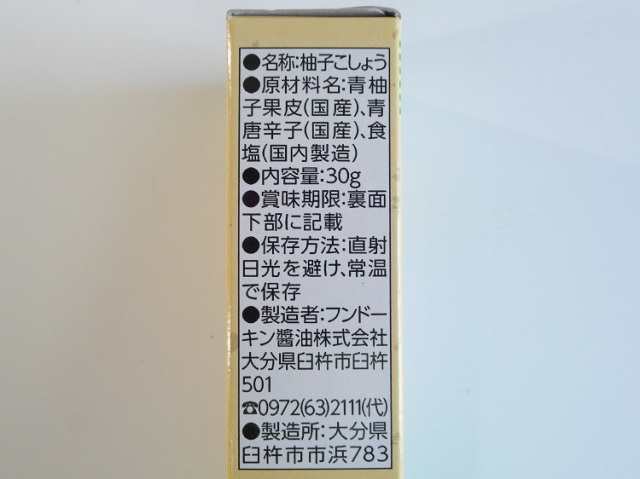 ●名称:柚子こしょう
●原材料名:青柚
子果皮(国産)、青
唐辛子(国産)、食
塩(国内製造)
●内容量:30g
●賞味期限:裏面
下部に記載
●保存方法:直射
日光を避け、常温
で保存
●製造者:フンドー
キン醬油株式会社
大分県臼杵市臼杵
501
☎0972(63)2111(代)
●製造所:大分県
臼杵市市浜783